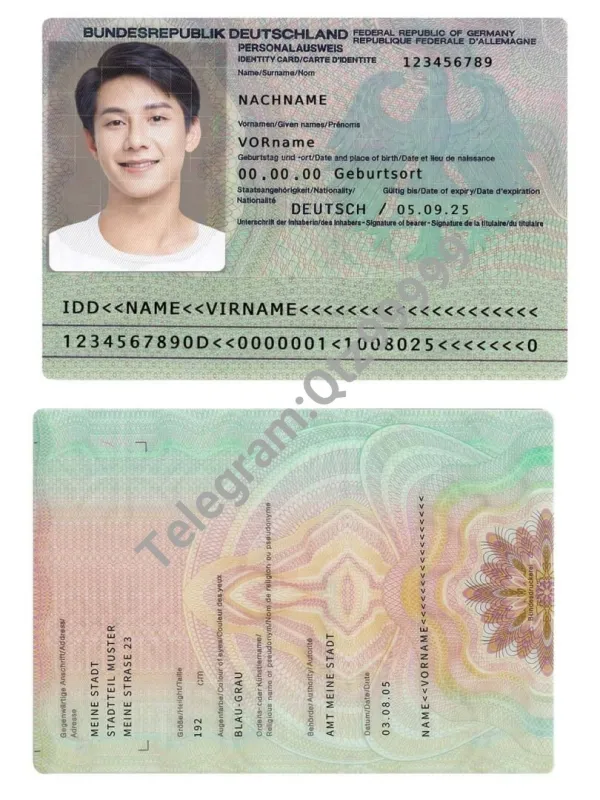 BUNDESREPUBLIK DEUTSCHLAND
FEDERAL REPUBLIC OF GERMANY
REPUBLIQUE FEDERALE D'ALLEMAGNE
PERSONALAUSWEIS
IDENTITY CARD/CARTE D'IDENTITE
123456789
Name/Surname/Nom
NACHNAME
Vornamen/Given names/Prénoms
VORname
Geburtstag und -ort/Date and place of birth/Date et lieu de naissance
00.00.00 Geburtsort
Staatsangehörigkeit/Nationality/
Nationalité
Gültig bis/Date of expiry/Date d'expiration
DEUTSCH / 05.09.25
Unterschrift der Inhaberin/des Inhabers - Signature of bearer - Signature de la titulaire/du titulaire
IDD<<NAME<<VIRNAME<<<<<<<<<<<<<<<<<<<<
1234567890D<<0000001<1008025<<<<<<<0
Telegram:Qtz99999
Gegenwärtige Anschrift/Address/
Adresse
MEINE STADT
STADTTEIL MUSTER
MEINE STRASE 23
Größe/Height/Taille
192 cm
Augenfarbe/Colour of eyes/Couleur des yeux
BLAU-GRAU
Ordens-oder Künstlername/
Religious name or pseudonym/Nom de religion ou pseudonyme
Behörde/Authority/Autorité
AMT MEINE STADT
Datum/Date/Date
03.08.05
NAME<<VORNAME<<<<<<<<<<<<<<<<<<
Bundesdruckerei